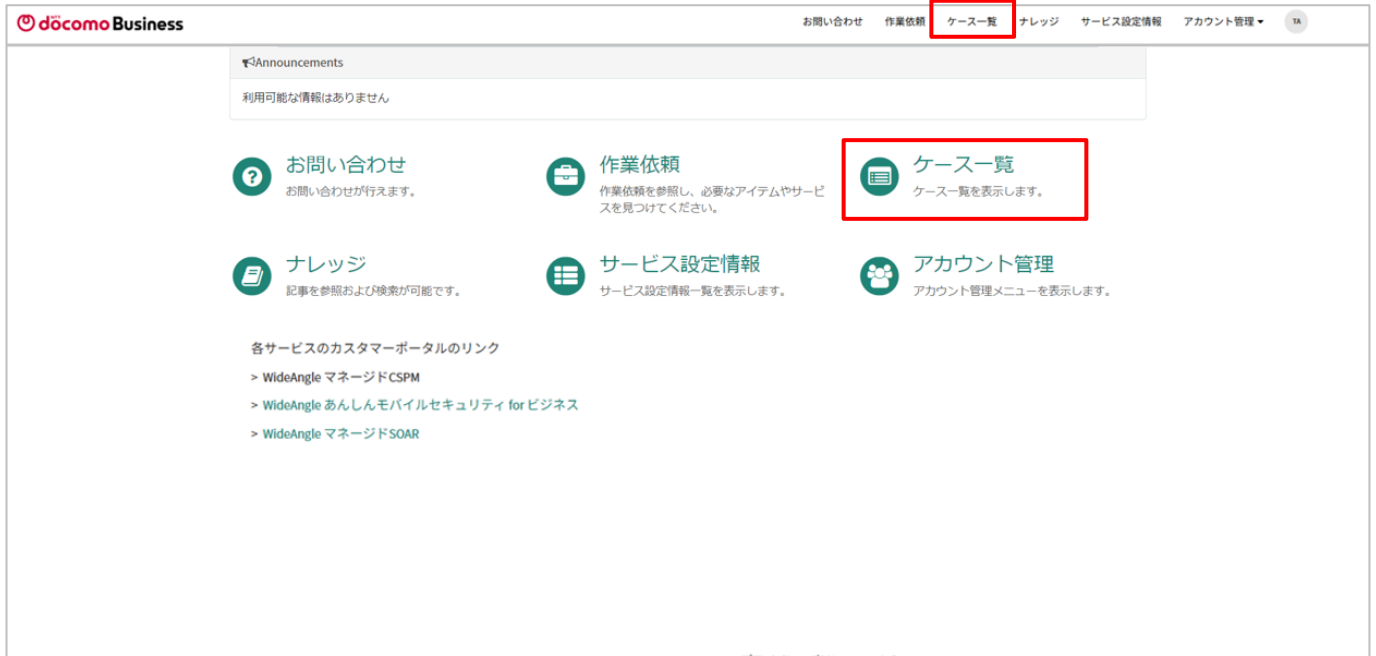 döcomo Business
お問い合わせ 作業依頼 ケース一覧 ナレッジ サービス設定情報 アカウント管理 TA
Announcements
利用可能な情報はありません
お問い合わせ
お問い合わせが行えます。
作業依頼
作業依頼を参照し、必要なアイテムやサービ
スを見つけてください。
ケース一覧
ケース一覧を表示します。
ナレッジ
記事を参照および検索が可能です。
サービス設定情報
サービス設定情報一覧を表示します。
アカウント管理
アカウント管理メニューを表示します。
各サービスのカスタマーポータルのリンク
> WideAngle マネージドCSPM
> WideAngle あんしんモバイルセキュリティ for ビジネス
> WideAngle マネージドSOAR